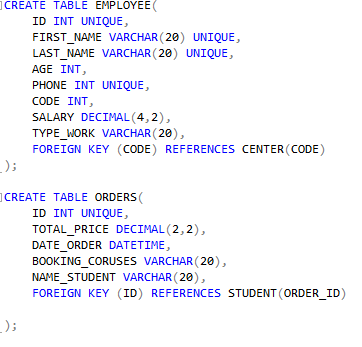 CREATE TABLE EMPLOYEE(
ID INT UNIQUE,
FIRST_NAME VARCHAR(20) UNIQUE,
LAST_NAME VARCHAR(20) UNIQUE,
AGE INT,
PHONE INT UNIQUE,
CODE INT,
SALARY DECIMAL(4,2),
TYPE_WORK VARCHAR(20),
FOREIGN KEY (CODE) REFERENCES CENTER(CODE)
);
CREATE TABLE ORDERS(
ID INT UNIQUE,
TOTAL_PRICE DECIMAL(2,2),
DATE_ORDER DATETIME,
BOOKING_CORUSES VARCHAR(20),
NAME_STUDENT VARCHAR(20),
FOREIGN KEY (ID) REFERENCES STUDENT(ORDER_ID)
);